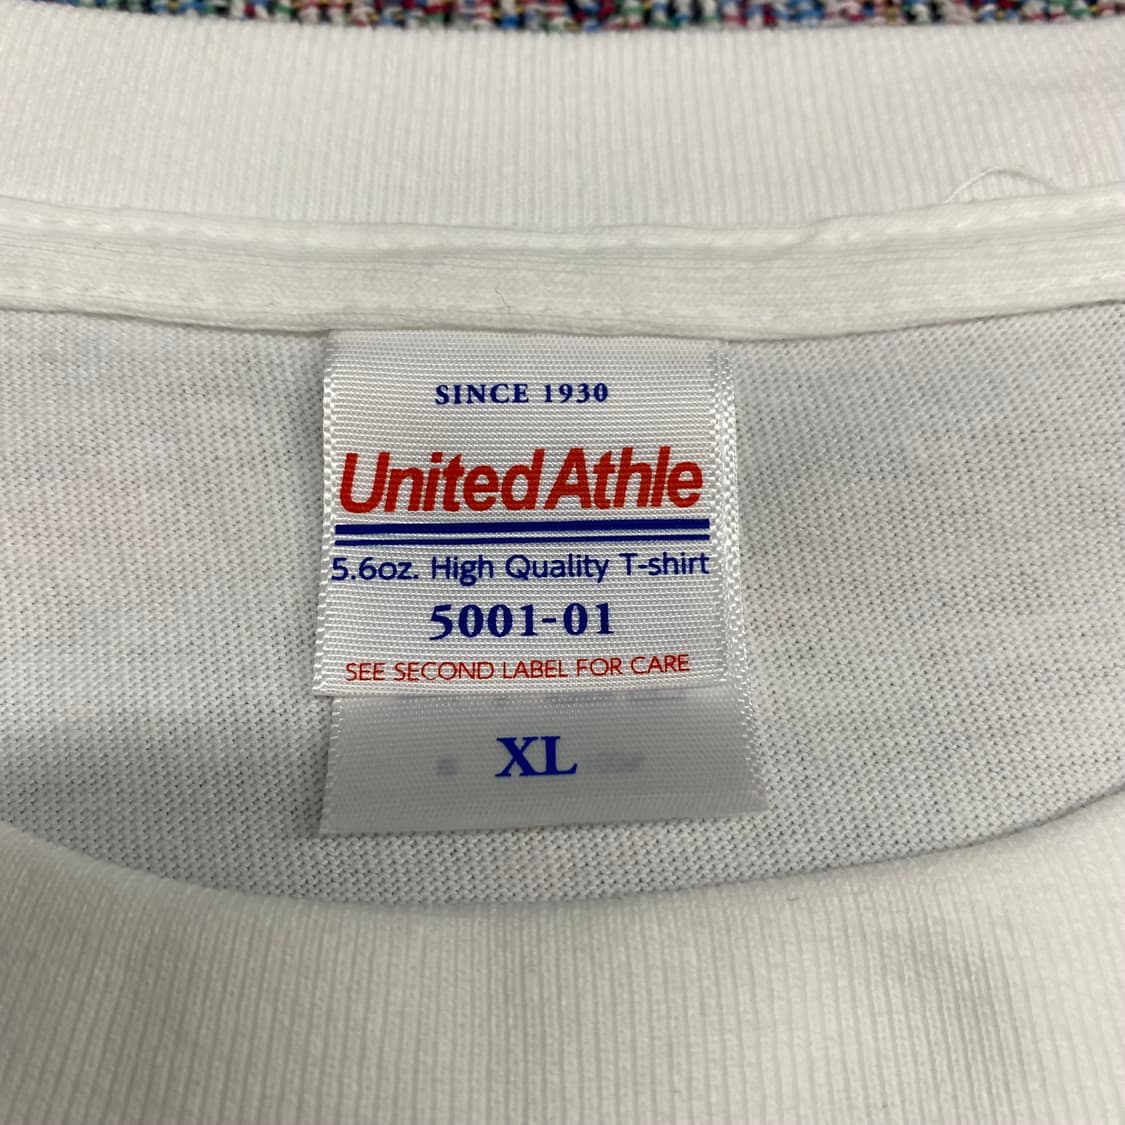 SINCE 1930
United Athle
5.6oz. High Quality T-shirt
5001-01
SEE SECOND LABEL FOR CARE
XL